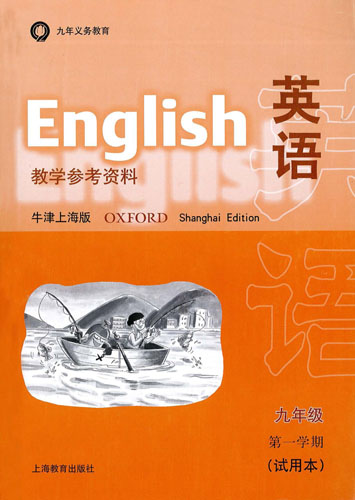 九年义务教育
English
英语
教学参考资料
牛津上海版 OXFORD Shanghai Edition
九年级
第一学期
(试用本)
上海教育出版社